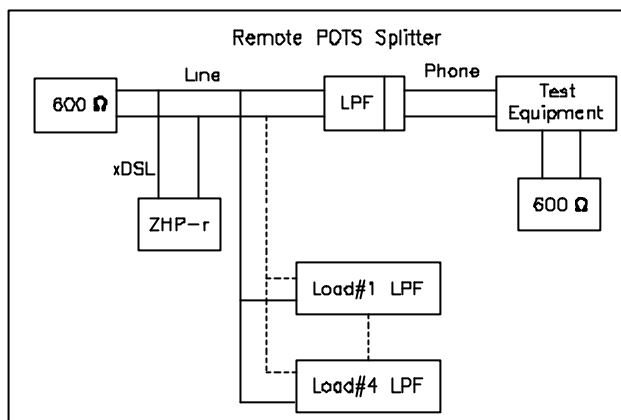 Remote POTS Splitter
Line
Phone
600 Ω
LPF
Test
Equipment
xDSL
ZHP-r
600 Ω
Load#1 LPF
Load#4 LPF